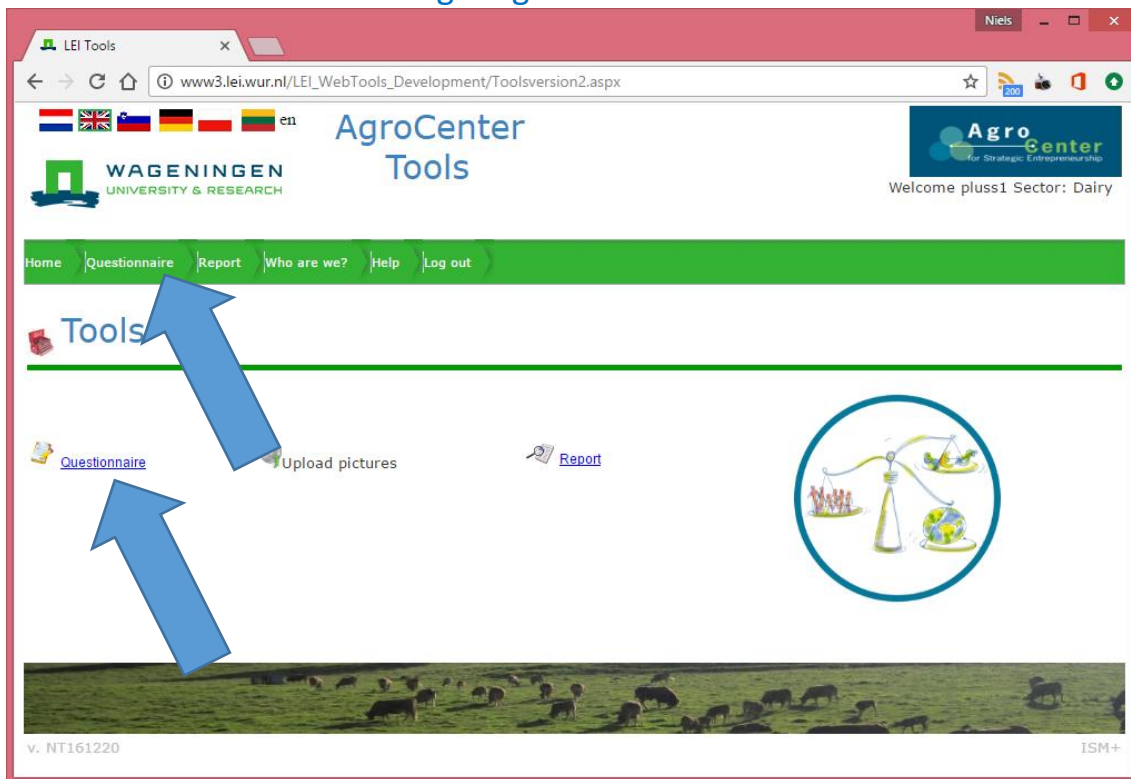 Niels
LEI Tools
www3.lei.wur.nl/LEI_WebTools_Development/Toolsversion2.aspx
200
en
AgroCenter
Tools
WAGENINGEN
UNIVERSITY & RESEARCH
Agro
Center
for Strategic Entrepreneurship
Welcome pluss1 Sector: Dairy
Home Questionnaire Report Who are we? Help Log out
Tools
Questionnaire Upload pictures Report
v. NT161220 ISM+